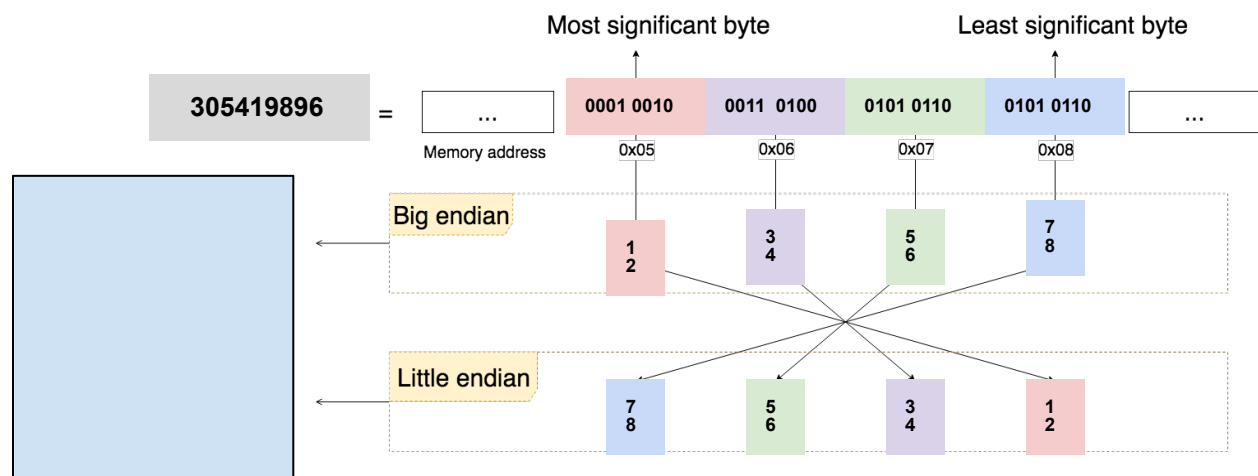 Most significant byte
Least significant byte
305419896
=
...
0001 0010
0011 0100
0101 0110
0101 0110
...
Memory address
0x05
0x06
0x07
0x08
Big endian
1
2
3
4
5
6
7
8
Little endian
7
8
5
6
3
4
1
2